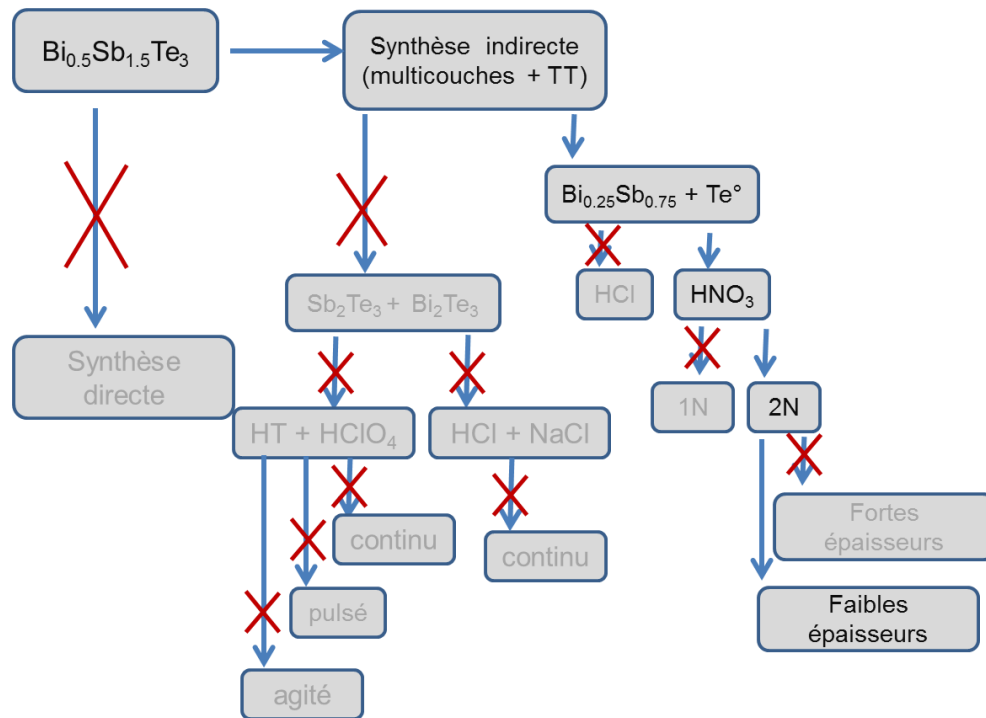 Bi₀.₅Sb₁.₅Te₃
Synthèse indirecte
(multicouches + TT)
Bi₀.₂₅Sb₀.₇₅ + Te°
Sb₂Te₃ + Bi₂Te₃
HCl
HNO₃
Synthèse
directe
HT + HClO₄
HCl + NaCl
1N
2N
continu
continu
Fortes
épaisseurs
pulsé
Faibles
épaisseurs
agité